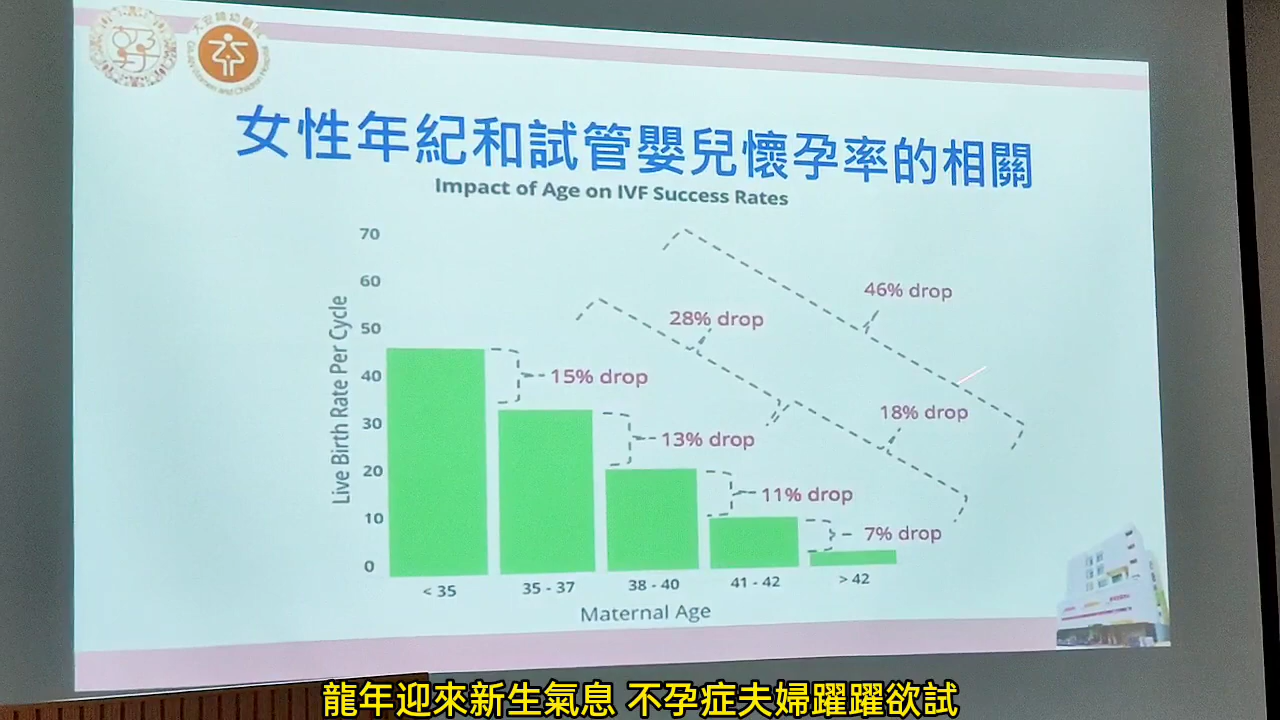 女性年紀和試管嬰兒懷孕率的相關
Impact of Age on IVF Success Rates
Live Birth Rate Per Cycle
70
60
50
40
30
20
10
0
46% drop
28% drop
15% drop
18% drop
13% drop
11% drop
7% drop
< 35
35 - 37
38 - 40
41 - 42
> 42
Maternal Age
龍年迎來新生氣息 不孕症夫婦躍躍欲試